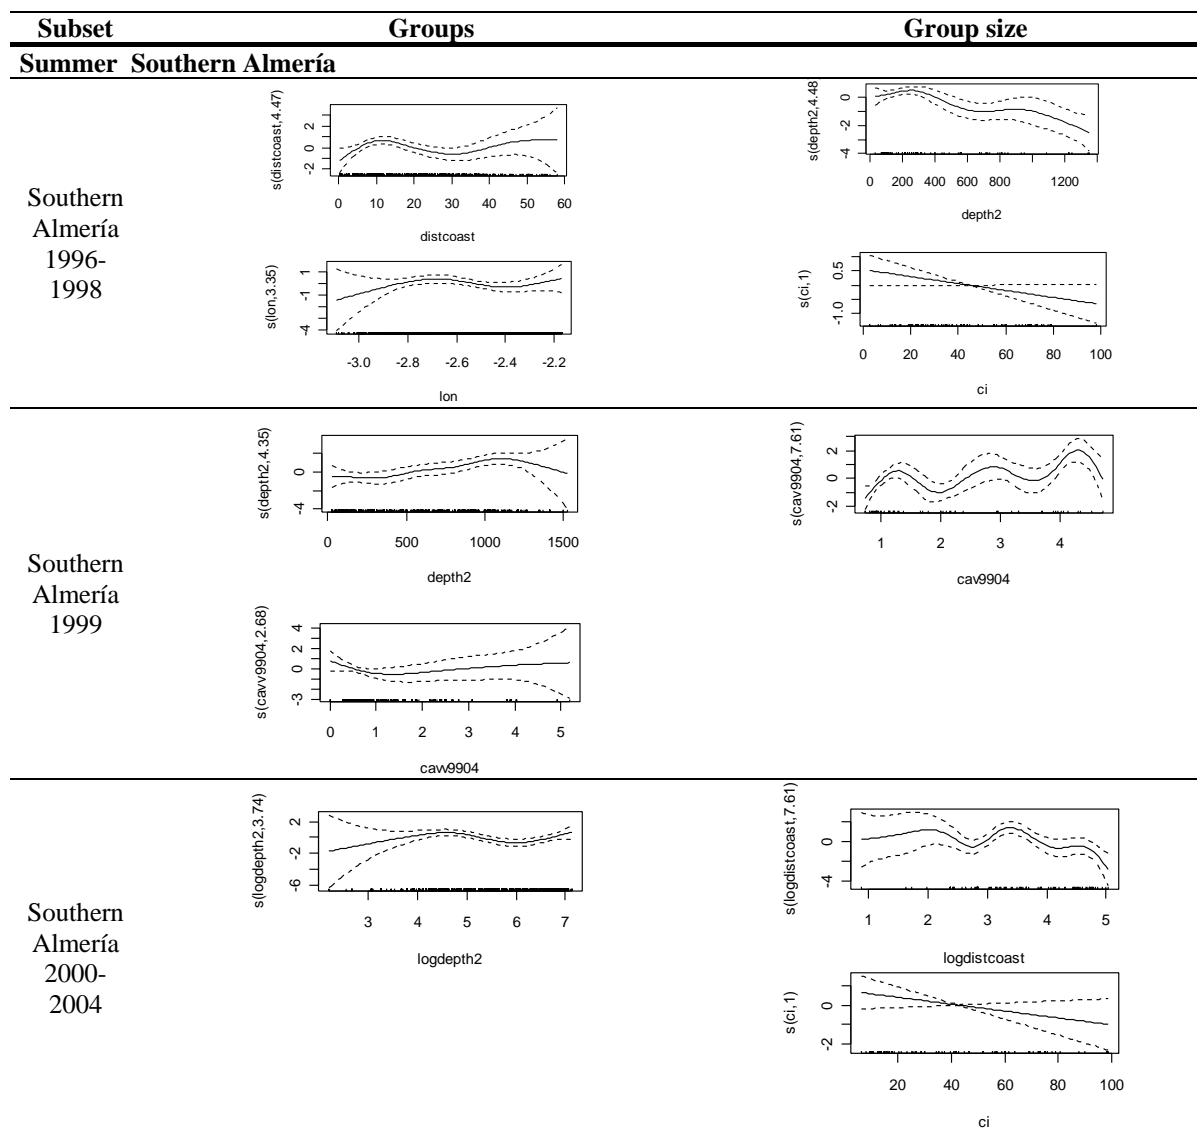 Subset Groups Group size
Summer Southern Almería
Southern
Almería
1996-
1998
s(distcoast,4.47)
-2 0 2
0 10 20 30 40 50 60
distcoast
s(lon,3.35)
-4 -1 1
-3.0 -2.8 -2.6 -2.4 -2.2
lon
s(depth2,4.48
-4 -2 0
0 200 400 600 800 1200
depth2
s(ci,1)
-1.0 0.5
0 20 40 60 80 100
ci
Southern
Almería
1999
s(depth2,4.35)
-4 0
0 500 1000 1500
depth2
s(cavv9904,2.68)
-3 0 2 4
0 1 2 3 4 5
cavv9904
s(cav9904,7.61)
-2 0 2
1 2 3 4
cav9904
Southern
Almería
2000-
2004
s(logdepth2,3.74)
-6 -2 2
3 4 5 6 7
logdepth2
s(logdistcoast,7.61)
-4 0
1 2 3 4 5
logdistcoast
s(ci,1)
-2 0
20 40 60 80 100
ci